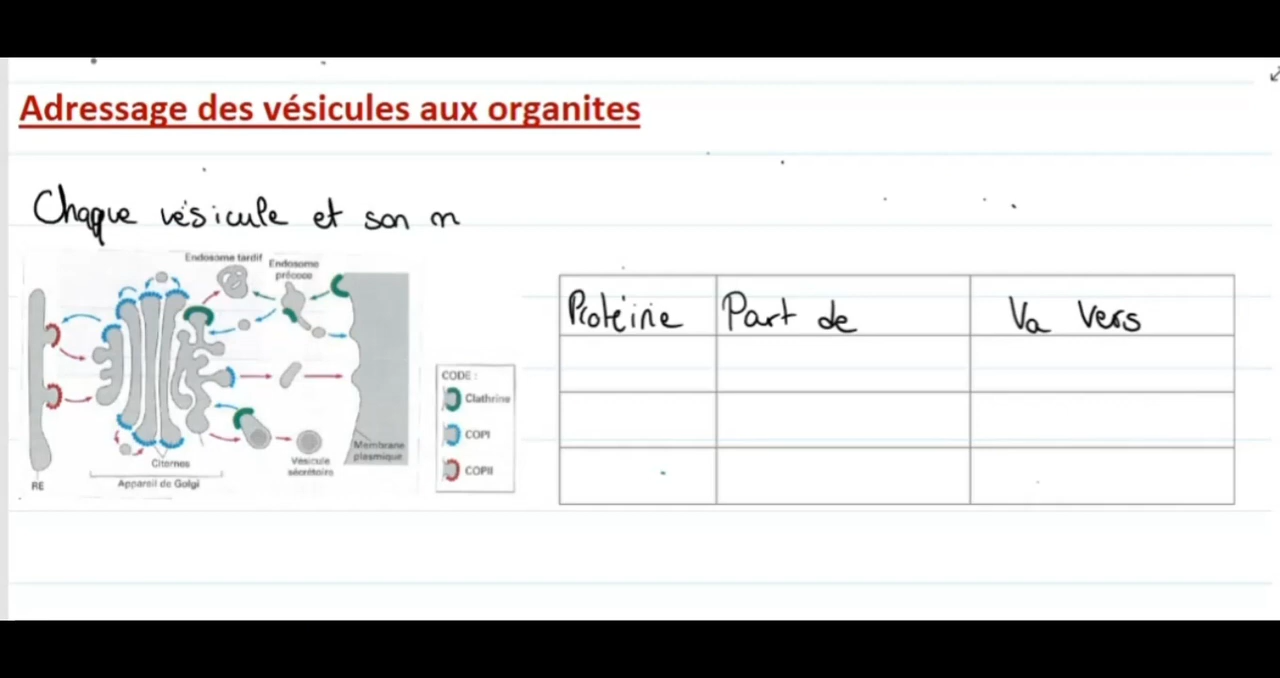 Adressage des vésicules aux organites
Chaque vésicule et son m
Endosome tardif
Endosome précoce
CODE :
Clathrine
COPI
COPII
Membrane plasmique
Vésicule sécrétoire
Citernes
Appareil de Golgi
RE
Protéine Part de Va vers